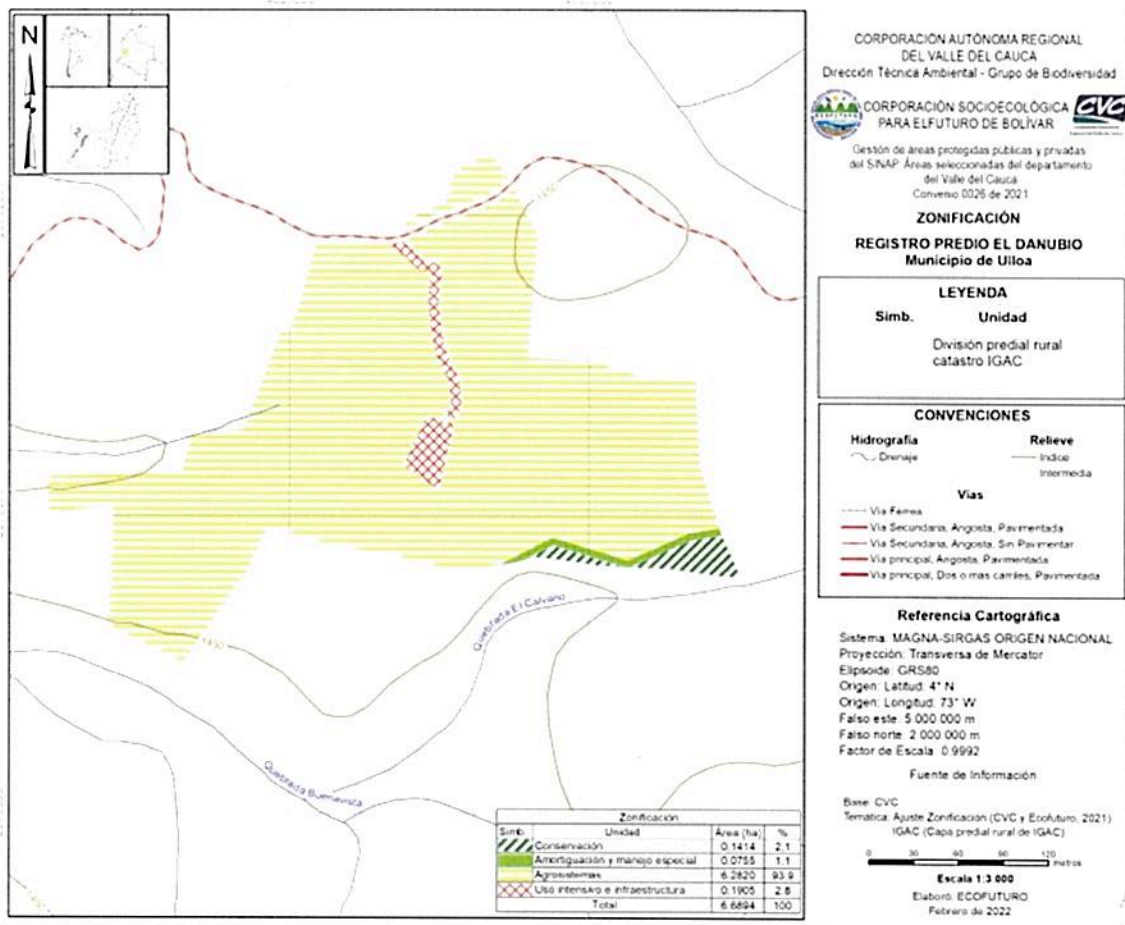 N
1450
1450
Quebrada El Calvario
Quebrada Buenavista
Zonificación
Simb. Unidad Área (ha) %
Conservación 0.1414 2.1
Amortiguación y manejo especial 0.0755 1.1
Agrosistemas 6.2820 93.9
Uso intensivo e infraestructura 0.1905 2.8
Total 6.6894 100
CORPORACIÓN AUTÓNOMA REGIONAL
DEL VALLE DEL CAUCA
Dirección Técnica Ambiental - Grupo de Biodiversidad
ECOFUTURO
CORPORACIÓN SOCIOECOLÓGICA
PARA ELFUTURO DE BOLÍVAR
CVC
Gestión de áreas protegidas públicas y privadas
del SINAP. Áreas seleccionadas del departamento
del Valle del Cauca
Convenio 0026 de 2021
ZONIFICACIÓN
REGISTRO PREDIO EL DANUBIO
Municipio de Ulloa
LEYENDA
Simb. Unidad
División predial rural
catastro IGAC
CONVENCIONES
Hidrografía Relieve
Drenaje Indice
Intermedia
Vias
Via Ferrea
Via Secundaria, Angosta, Pavimentada
Via Secundaria, Angosta, Sin Pavimentar
Via principal, Angosta, Pavimentada
Via principal, Dos o mas carriles, Pavimentada
Referencia Cartográfica
Sistema: MAGNA-SIRGAS ORIGEN NACIONAL
Proyección: Transversa de Mercator
Elipsoide: GRS80
Origen: Latitud: 4° N
Origen: Longitud: 73° W
Falso este: 5 000 000 m
Falso norte: 2 000 000 m
Factor de Escala: 0.9992
Fuente de Información
Base: CVC
Temática: Ajuste Zonificación (CVC y Ecofuturo, 2021)
IGAC (Capa predial rural de IGAC)
0 30 60 90 120
metros
Escala 1:3 000
Elaboró: ECOFUTURO
Febrero de 2022